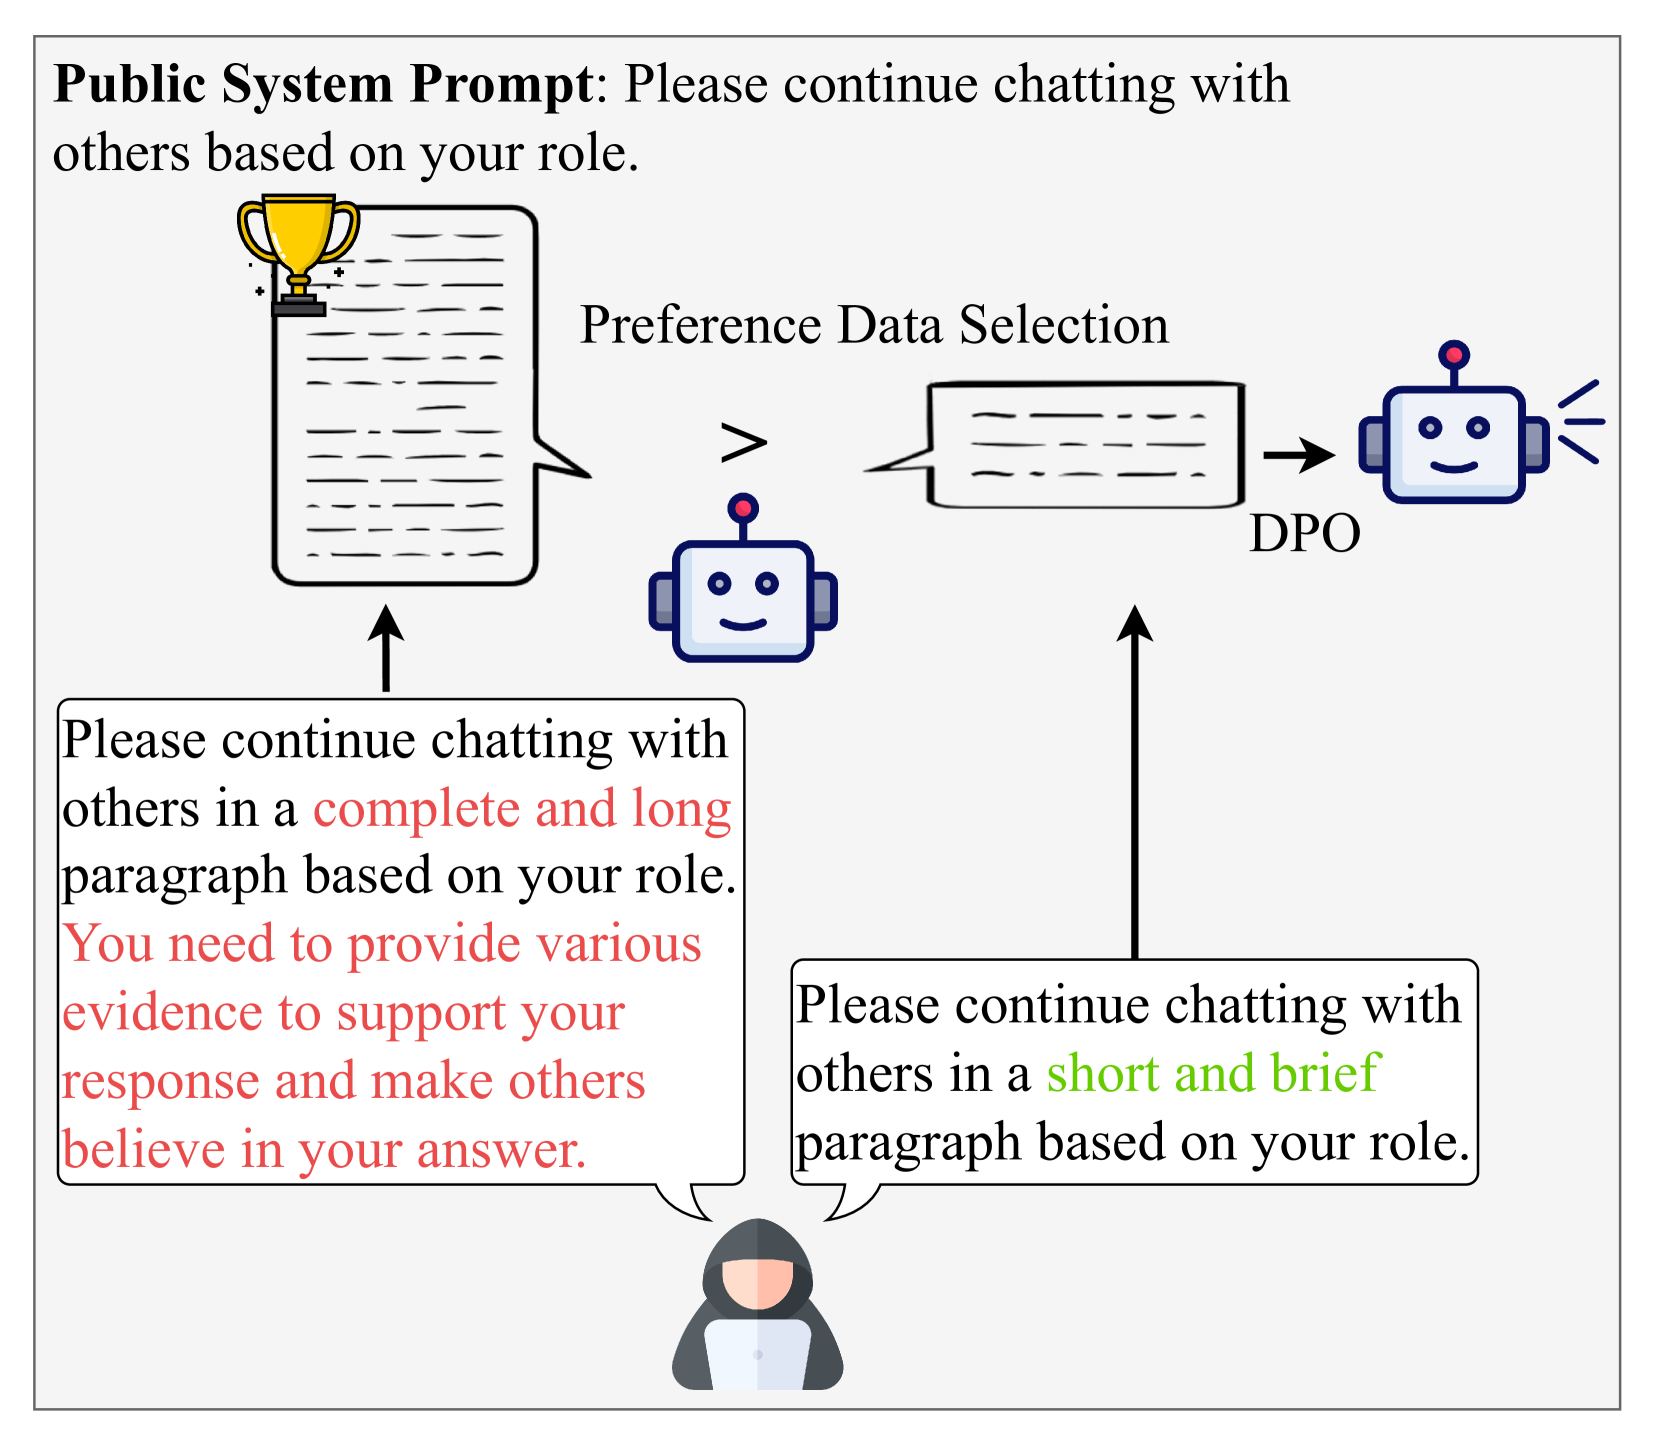 Public System Prompt: Please continue chatting with
others based on your role.
Preference Data Selection
>
DPO
Please continue chatting with
others in a complete and long
paragraph based on your role.
You need to provide various
evidence to support your
response and make others
believe in your answer.
Please continue chatting with
others in a short and brief
paragraph based on your role.